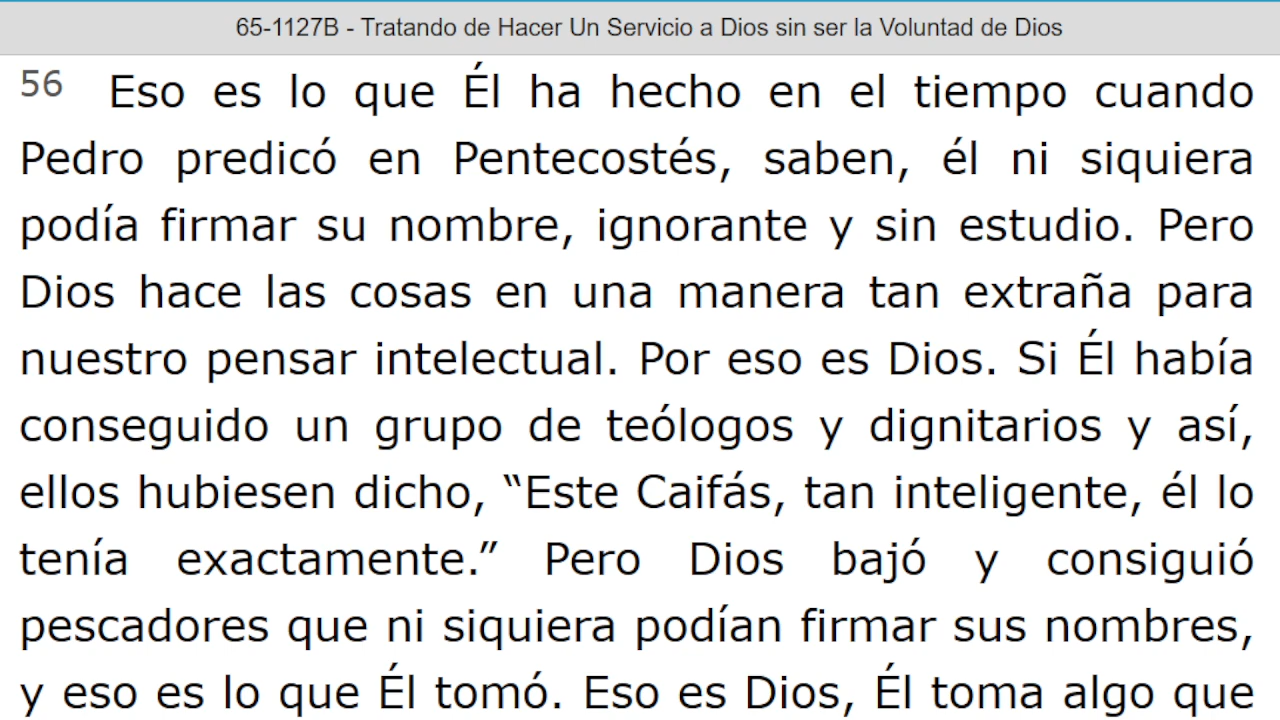 65-1127B - Tratando de Hacer Un Servicio a Dios sin ser la Voluntad de Dios
56 Eso es lo que Él ha hecho en el tiempo cuando
Pedro predicó en Pentecostés, saben, él ni siquiera
podía firmar su nombre, ignorante y sin estudio. Pero
Dios hace las cosas en una manera tan extraña para
nuestro pensar intelectual. Por eso es Dios. Si Él había
conseguido un grupo de teólogos y dignitarios y así,
ellos hubiesen dicho, “Este Caifás, tan inteligente, él lo
tenía exactamente.” Pero Dios bajó y consiguió
pescadores que ni siquiera podían firmar sus nombres,
y eso es lo que Él tomó. Eso es Dios, Él toma algo que